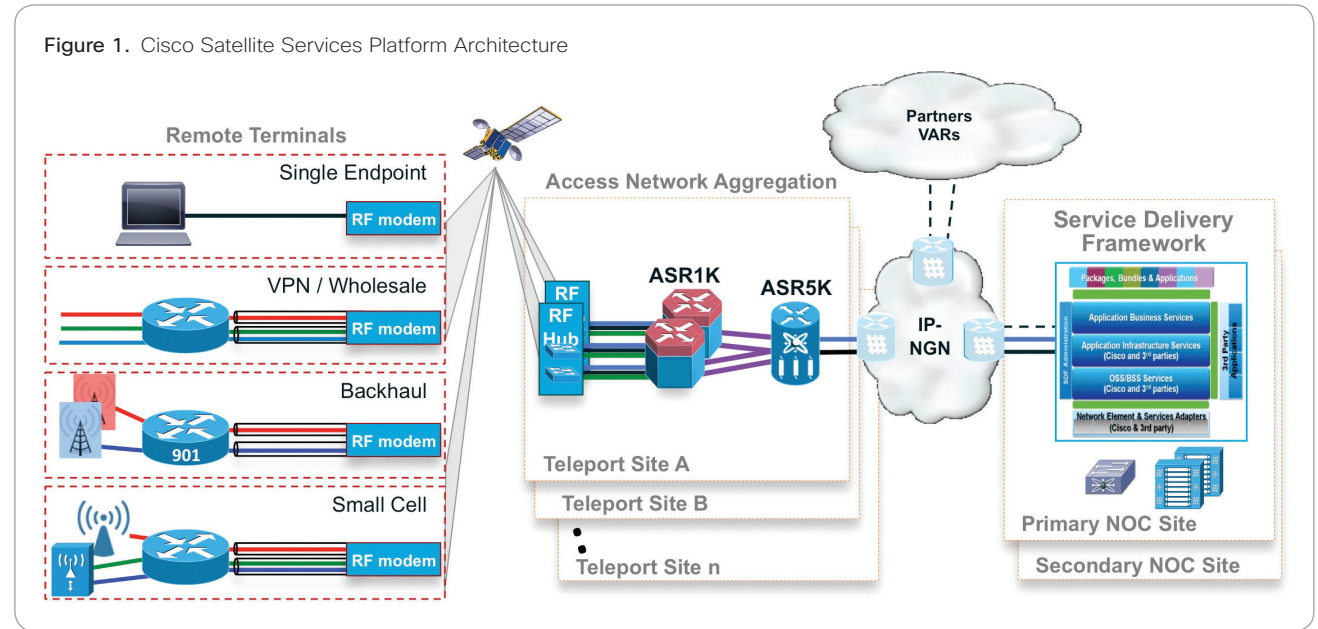 Figure 1. Cisco Satellite Services Platform Architecture
Remote Terminals
Single Endpoint
RF modem
VPN / Wholesale
RF modem
Backhaul
901
RF modem
Small Cell
RF modem
Access Network Aggregation
RF
RF
Hub
ASR1K
ASR5K
Teleport Site A
Teleport Site B
Teleport Site n
Partners
VARs
IP-
NGN
Service Delivery
Framework
Packages, Bundles & Applications
SDF Administration
Application Business Services
Application Infrastructure Services
(Cisco and 3rd parties)
OSS/BSS Services
(Cisco and 3rd parties)
Network Element & Services Adapters
(Cisco & 3rd party)
3rd Party
Applications
Primary NOC Site
Secondary NOC Site